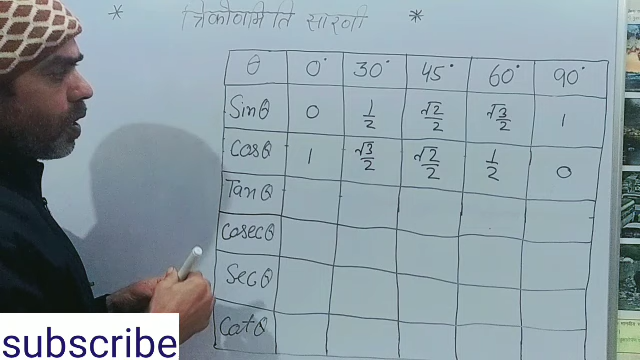 * त्रिकोणमिति सारणी *
θ 0° 30° 45° 60° 90°
Sinθ 0 1/2 √2/2 √3/2 1
Cosθ 1 √3/2 √2/2 1/2 0
Tanθ
Cosecθ
Secθ
Catθ
subscribe